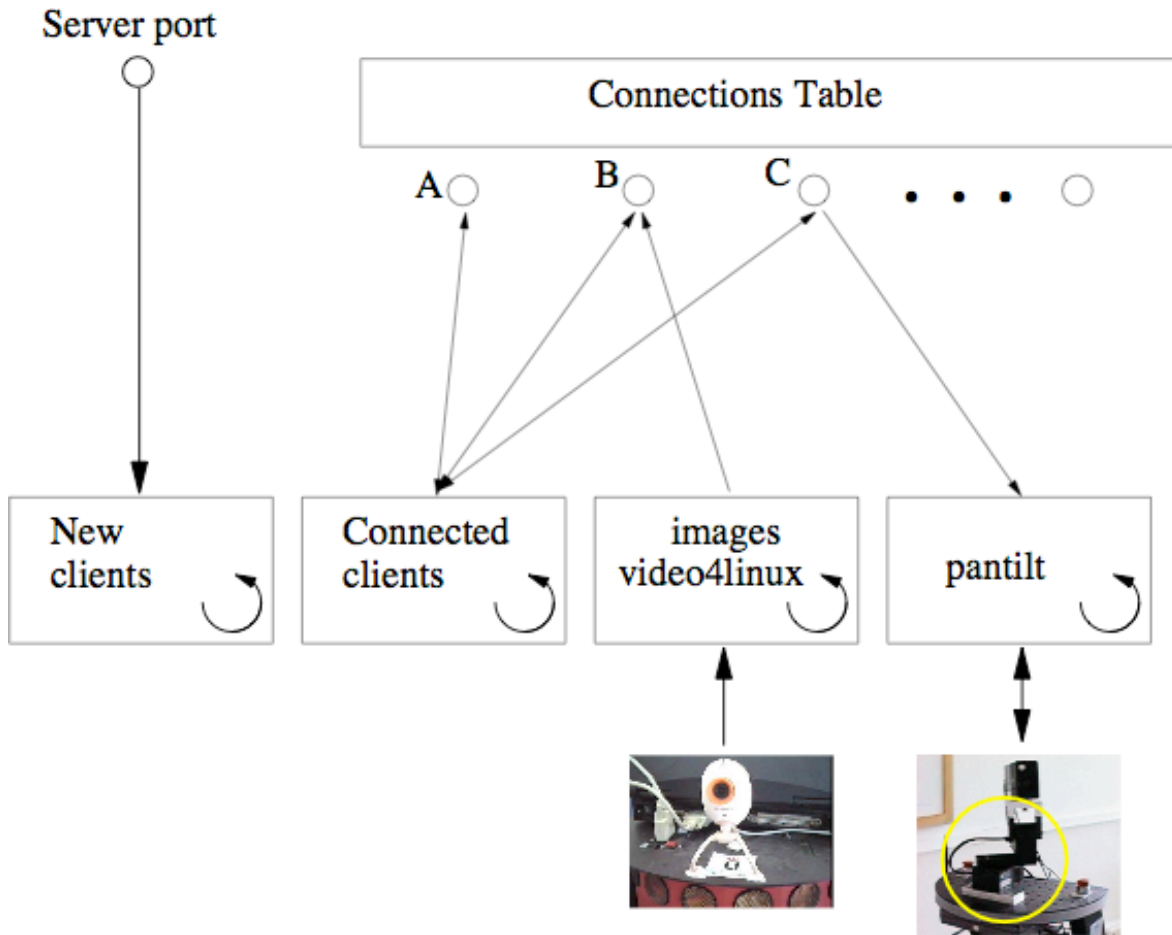 Server port
Connections Table
A
B
C
New
clients
Connected
clients
images
video4linux
pantilt